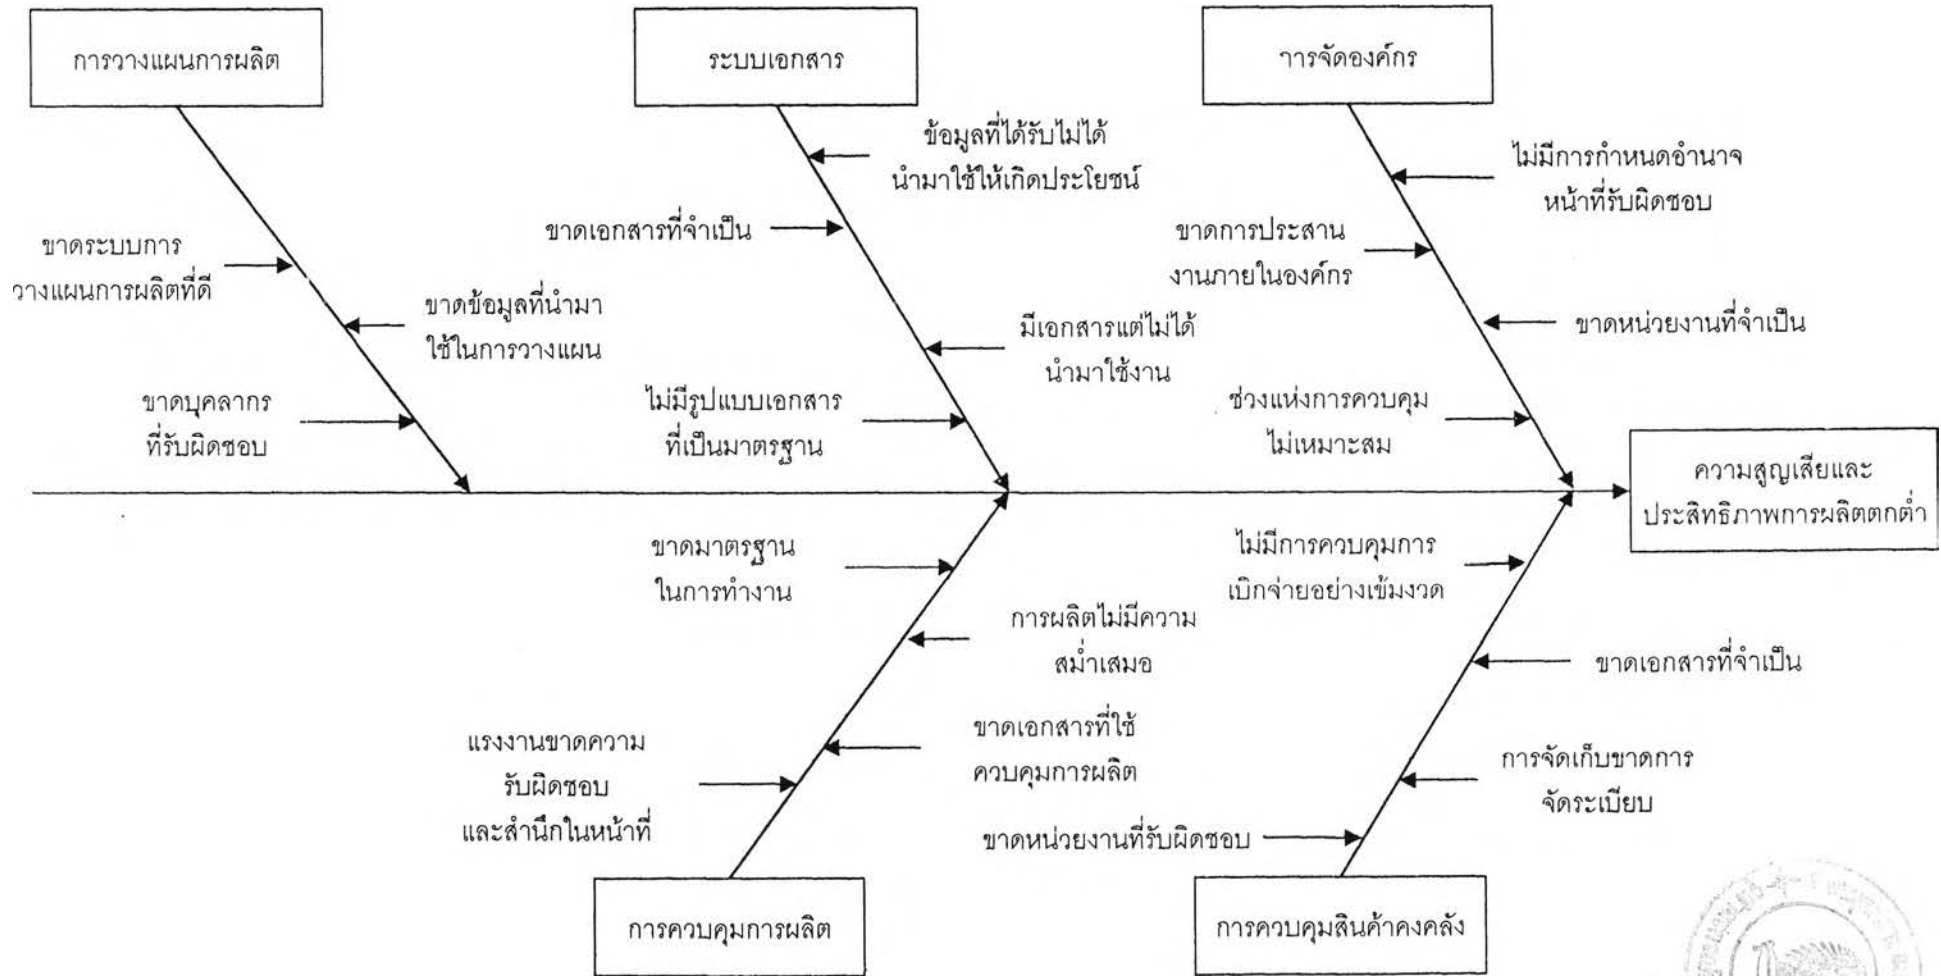 การวางแผนการผลิต
ระบบเอกสาร
การจัดองค์กร
ข้อมูลที่ได้รับไม่ได้
นำมาใช้ให้เกิดประโยชน์
ไม่มีการกำหนดอำนาจ
หน้าที่รับผิดชอบ
ขาดเอกสารที่จำเป็น
ขาดการประสาน
งานภายในองค์กร
ขาดระบบการ
วางแผนการผลิตที่ดี
ขาดข้อมูลที่นำมา
ใช้ในการวางแผน
มีเอกสารแต่ไม่ได้
นำมาใช้งาน
ขาดหน่วยงานที่จำเป็น
ขาดบุคลากร
ที่รับผิดชอบ
ไม่มีรูปแบบเอกสาร
ที่เป็นมาตรฐาน
ช่วงแห่งการควบคุม
ไม่เหมาะสม
ความสูญเสียและ
ประสิทธิภาพการผลิตตกต่ำ
ขาดมาตรฐาน
ในการทำงาน
ไม่มีการควบคุมการ
เบิกจ่ายอย่างเข้มงวด
การผลิตไม่มีความ
สม่ำเสมอ
ขาดเอกสารที่จำเป็น
แรงงานขาดความ
รับผิดชอบ
และสำนึกในหน้าที่
ขาดเอกสารที่ใช้
ควบคุมการผลิต
การจัดเก็บขาดการ
จัดระเบียบ
ขาดหน่วยงานที่รับผิดชอบ
การควบคุมการผลิต
การควบคุมสินค้าคงคลัง